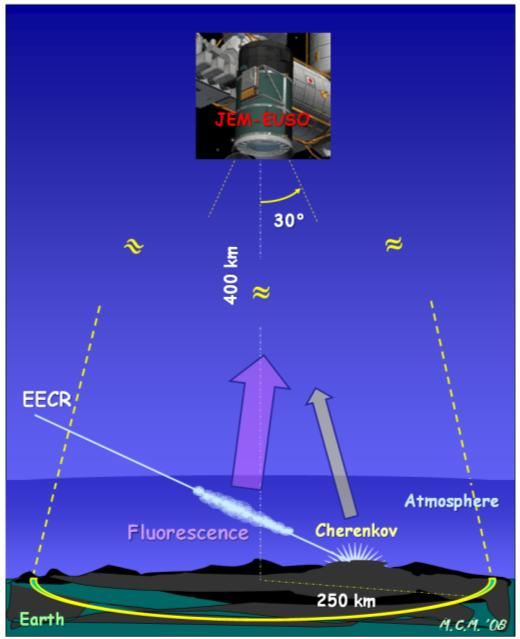 JEM-EUSO
30°
400 km
EECR
Atmosphere
Fluorescence
Cherenkov
250 km
Earth
M.C.M. '08